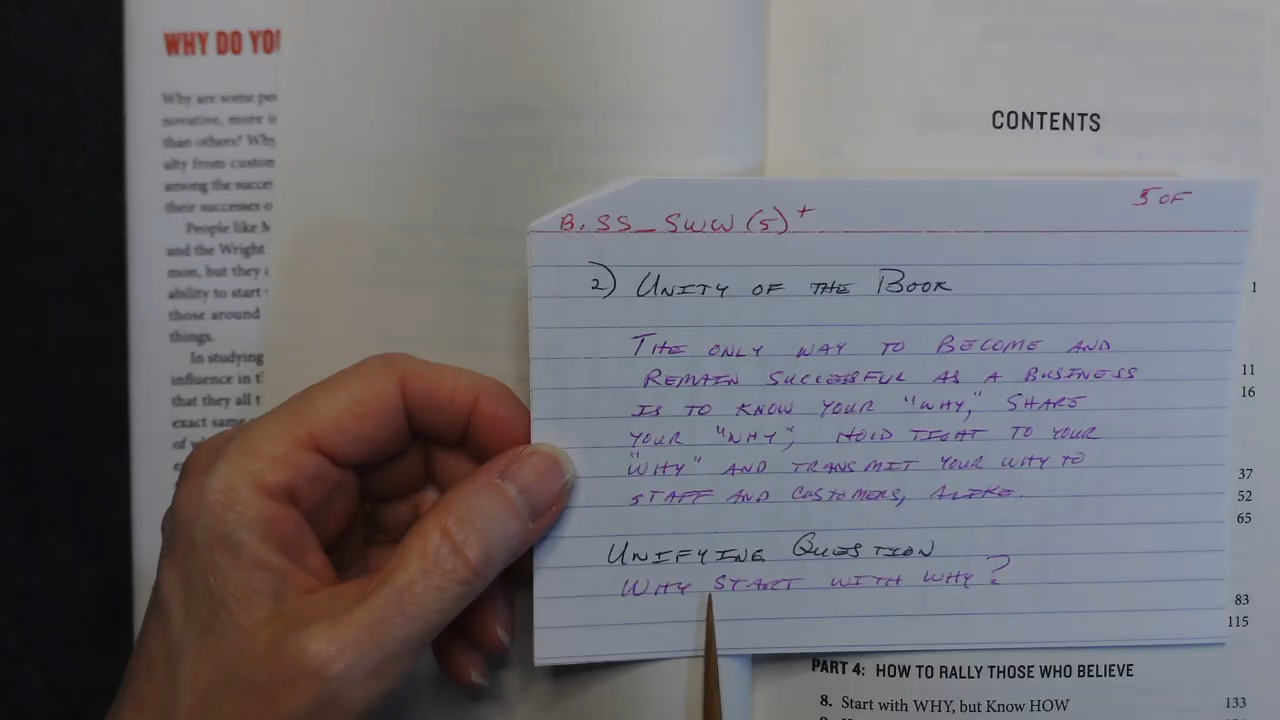 WHY DO YOU
Why are some peo
novative, more i
than others? Why
alty from custom
among the succes
their successes o
People like M
and the Wright
mon, but they a
ability to start
those around
things.
In studying
influence in t
that they all t
exact same
CONTENTS
5 OF
B. SS_SWW (5)+
2) UNITY OF THE BOOK
THE ONLY WAY TO BECOME AND
REMAIN SUCCESSFUL AS A BUSINESS
IS TO KNOW YOUR "WHY," SHARE
YOUR "WHY", HOLD TIGHT TO YOUR
"WHY" AND TRANSMIT YOUR WHY TO
STAFF AND CUSTOMERS, ALIKE.
UNIFYING QUESTION
WHY START WITH WHY?
1
11
16
37
52
65
83
115
PART 4: HOW TO RALLY THOSE WHO BELIEVE
8. Start with WHY, but Know HOW 133